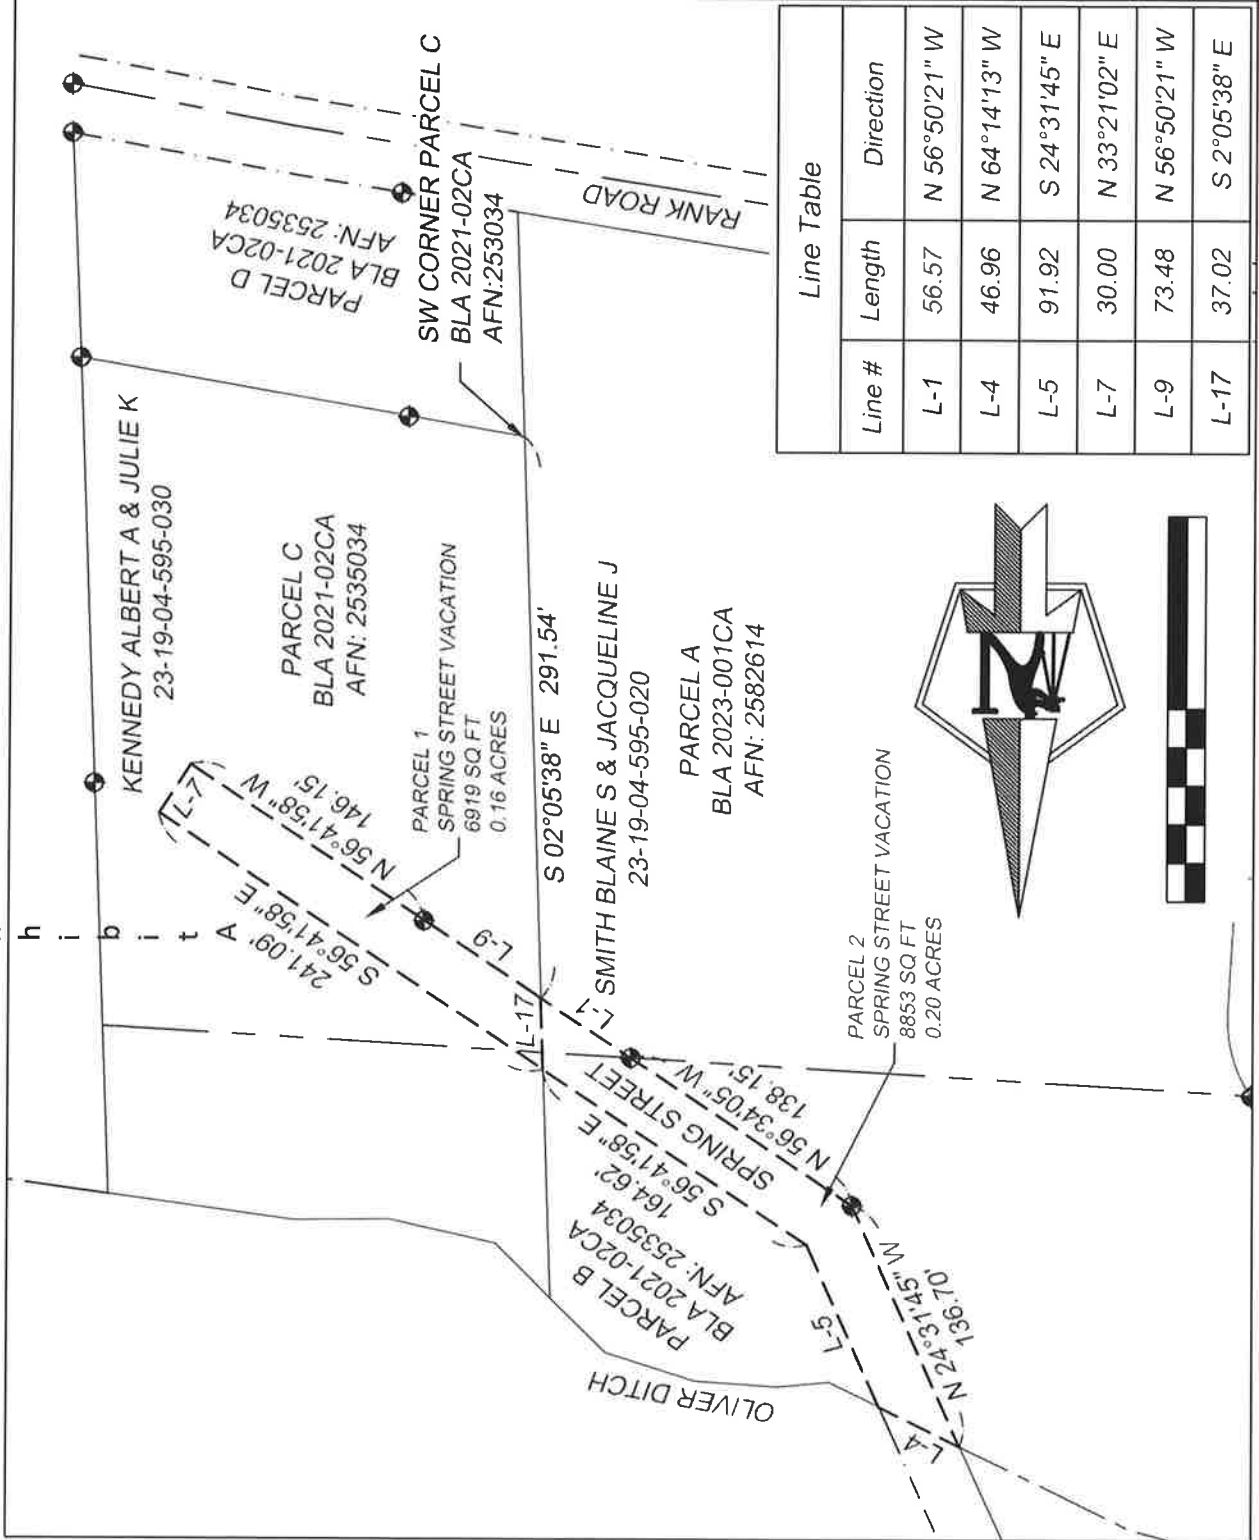 h
i
b
i
t
A
KENNEDY ALBERT A & JULIE K
23-19-04-595-030
PARCEL D
BLA 2021-02CA
AFN: 2535034
RANK ROAD
SW CORNER PARCEL C
BLA 2021-02CA
AFN:253034
PARCEL C
BLA 2021-02CA
AFN: 2535034
PARCEL 1
SPRING STREET VACATION
6919 SQ FT
0.16 ACRES
L-7
N 56°41'58" W
146.15'
S 56°41'58" E
241.09'
L-9
L-17
S 02°05'38" E 291.54'
SMITH BLAINE S & JACQUELINE J
23-19-04-595-020
PARCEL A
BLA 2023-001CA
AFN: 2582614
L-1
SPRING STREET
N 56°34'05" W
138.15'
S 56°41'58" E
164.62'
PARCEL B
BLA 2021-02CA
AFN: 2535034
PARCEL 2
SPRING STREET VACATION
8853 SQ FT
0.20 ACRES
L-5
N 24°31'45" W
136.70'
L-4
OLIVER DITCH
N
Line Table
Line # Length Direction
L-1 56.57 N 56°50'21" W
L-4 46.96 N 64°14'13" W
L-5 91.92 S 24°31'45" E
L-7 30.00 N 33°21'02" E
L-9 73.48 N 56°50'21" W
L-17 37.02 S 2°05'38" E